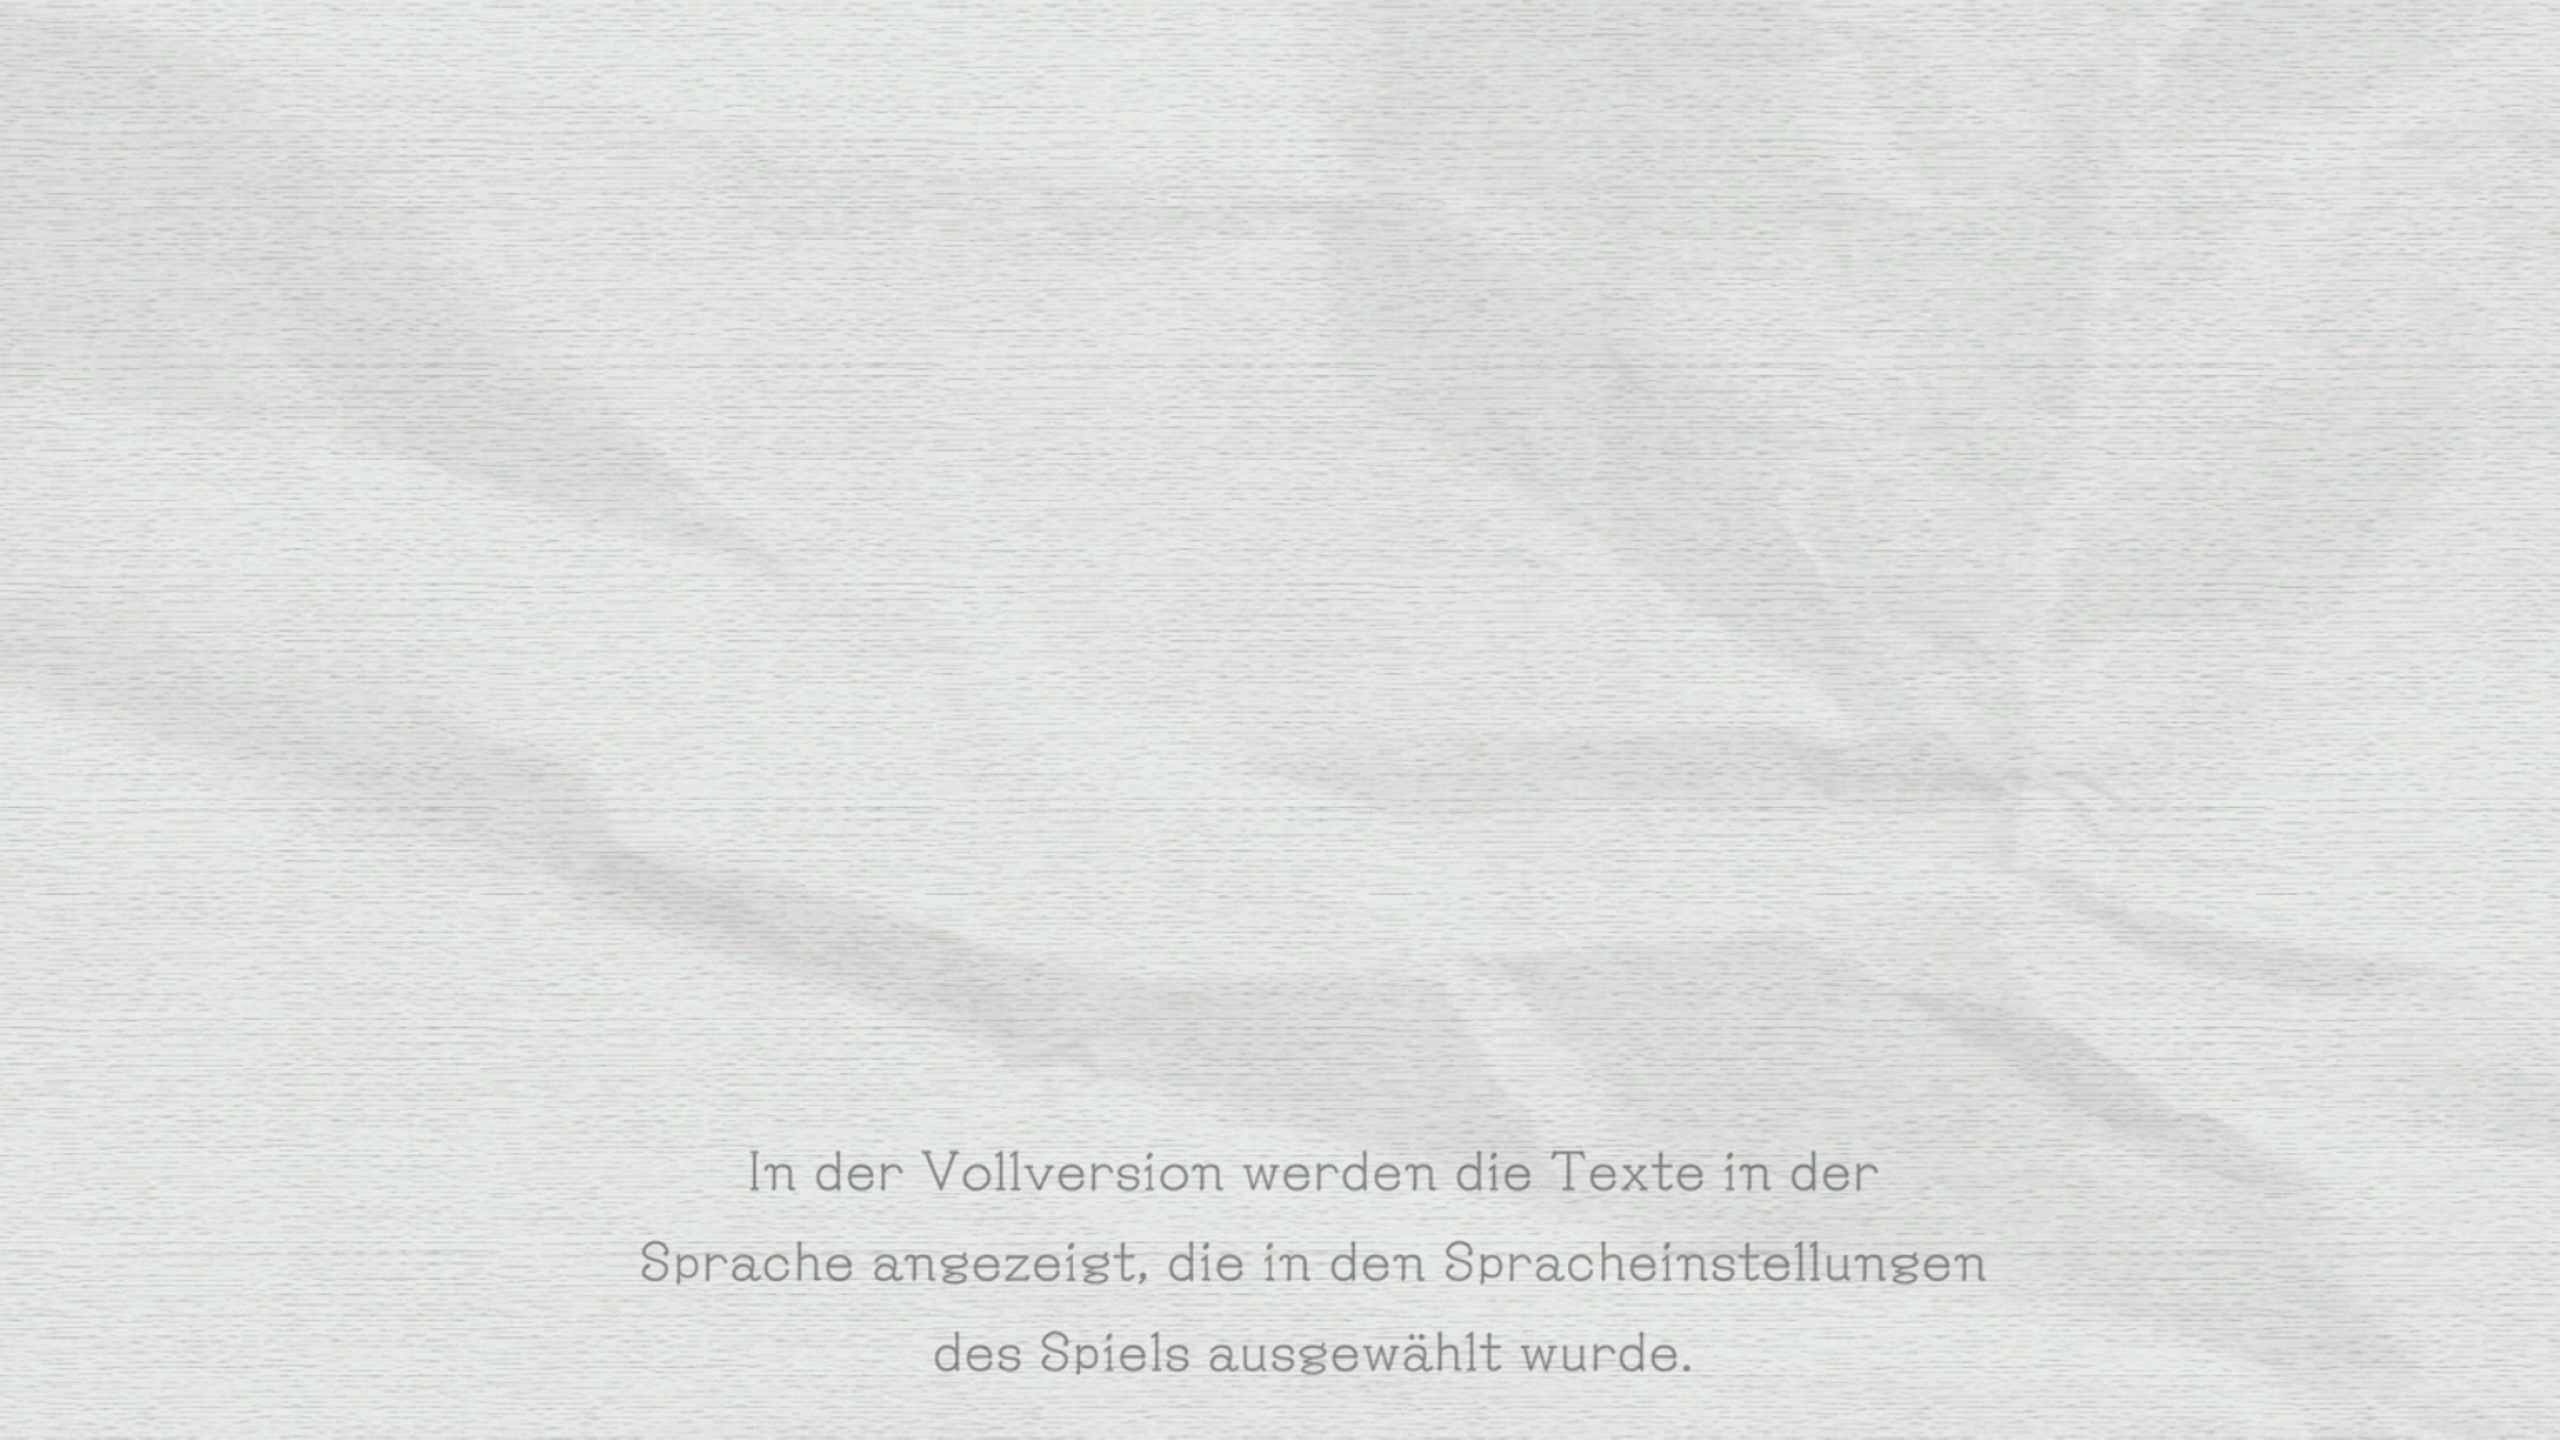 In der Vollversion werden die Texte in der
Sprache angezeigt, die in den Spracheinstellungen
des Spiels ausgewählt wurde.